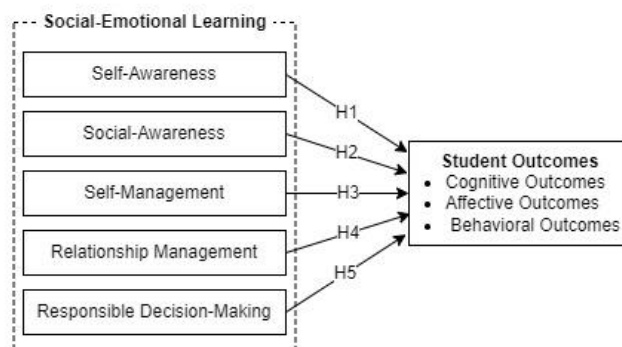 Social-Emotional Learning
Self-Awareness
Social-Awareness
Self-Management
Relationship Management
Responsible Decision-Making
H1
H2
H3
H4
H5
Student Outcomes
• Cognitive Outcomes
• Affective Outcomes
• Behavioral Outcomes